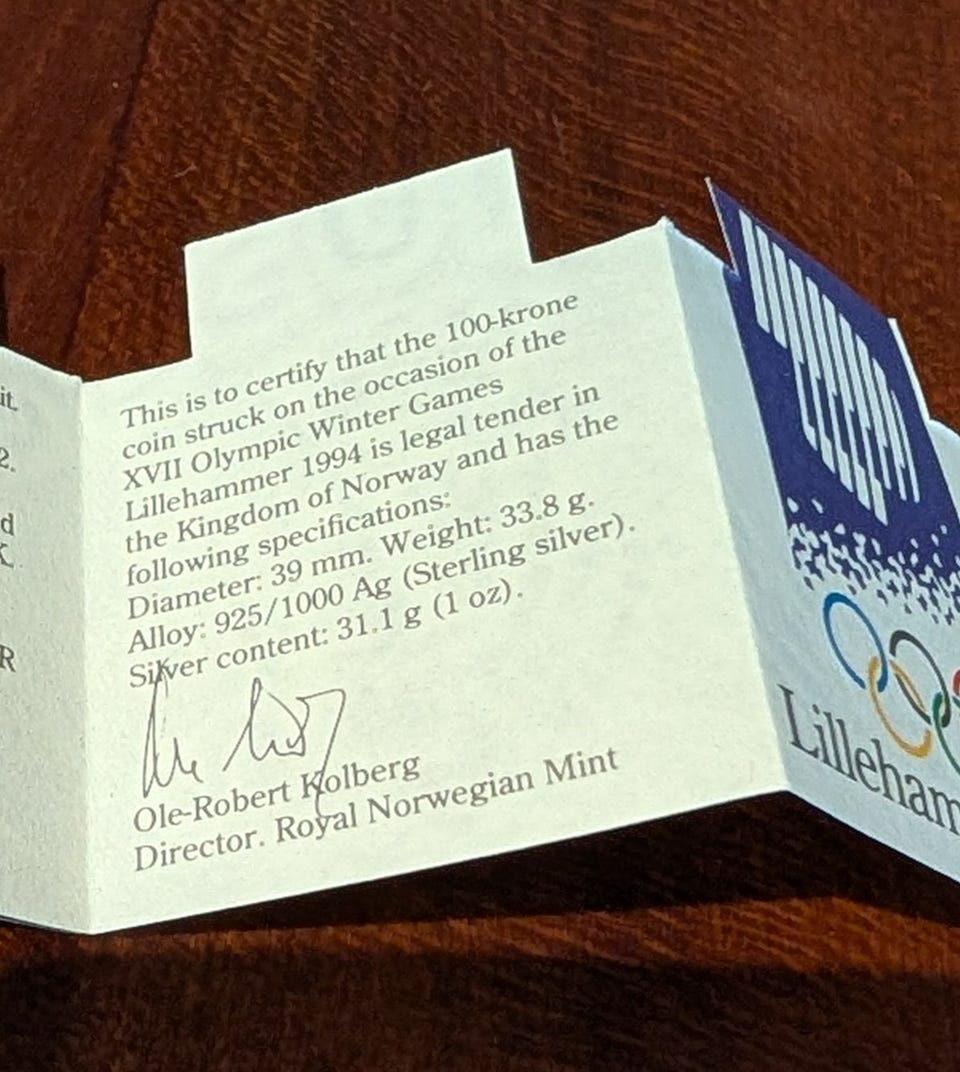 it.
2.
d
R
This is to certify that the 100-krone
coin struck on the occasion of the
XVII Olympic Winter Games
Lillehammer 1994 is legal tender in
the Kingdom of Norway and has the
following specifications:
Diameter: 39 mm. Weight: 33.8 g.
Alloy: 925/1000 Ag (Sterling silver).
Silver content: 31.1 g (1 oz).
Ole-Robert Kolberg
Director. Royal Norwegian Mint
Lilleham